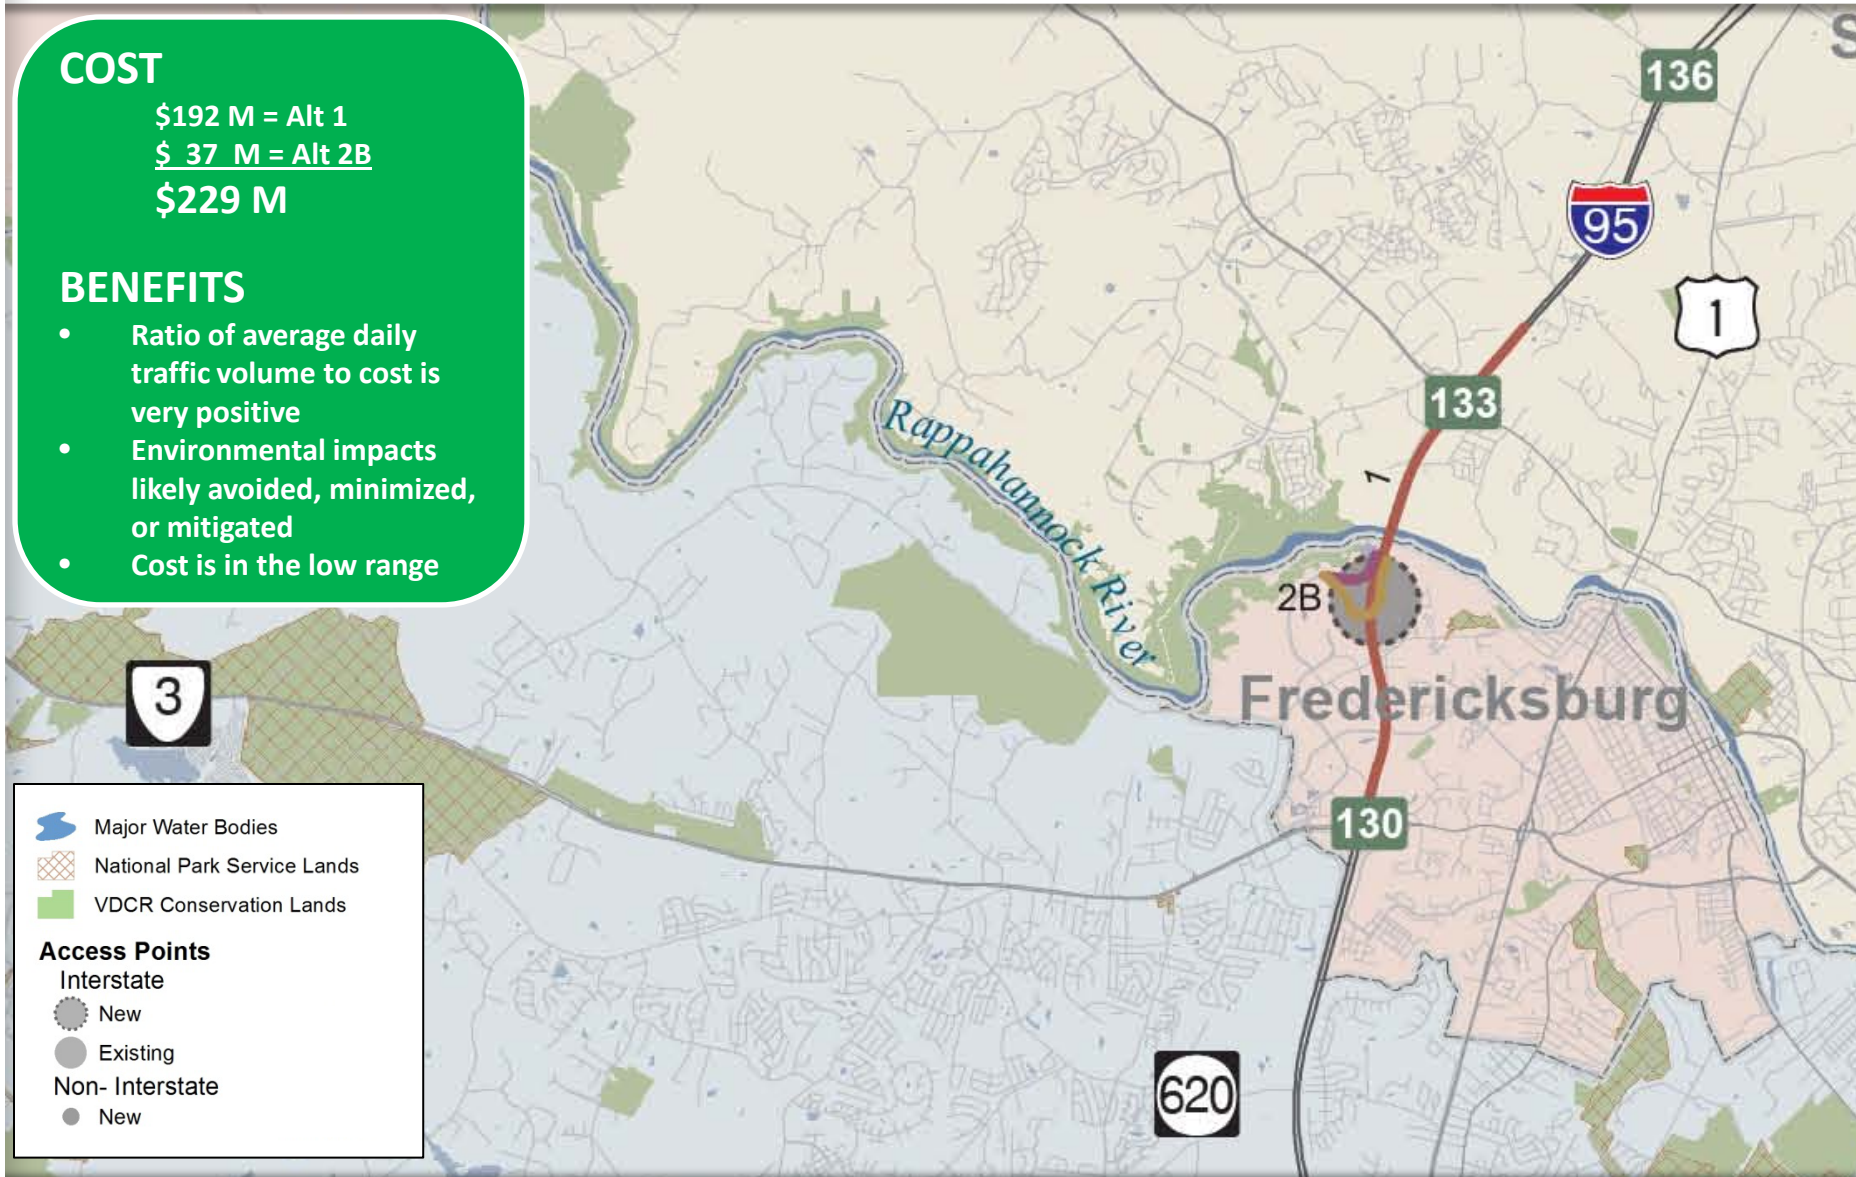 COST
$192 M = Alt 1
$ 37 M = Alt 2B
$229 M
BENEFITS
• Ratio of average daily
traffic volume to cost is
very positive
• Environmental impacts
likely avoided, minimized,
or mitigated
• Cost is in the low range
S
136
95
1
133
1
Rappahannock River
2B
Fredericksburg
3
130
620
Major Water Bodies
National Park Service Lands
VDCR Conservation Lands
Access Points
Interstate
New
Existing
Non- Interstate
New